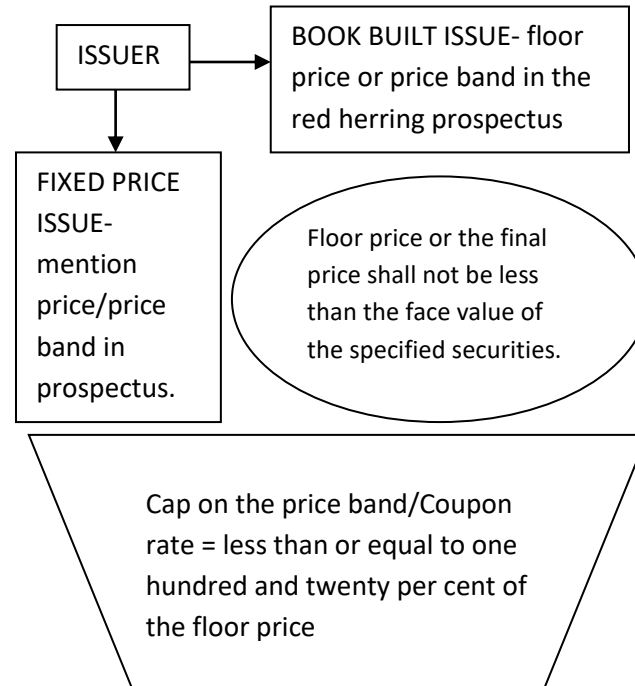 ISSUER
BOOK BUILT ISSUE- floor
price or price band in the
red herring prospectus
FIXED PRICE
ISSUE-
mention
price/price
band in
prospectus.
Floor price or the final
price shall not be less
than the face value of
the specified securities.
Cap on the price band/Coupon
rate = less than or equal to one
hundred and twenty per cent of
the floor price